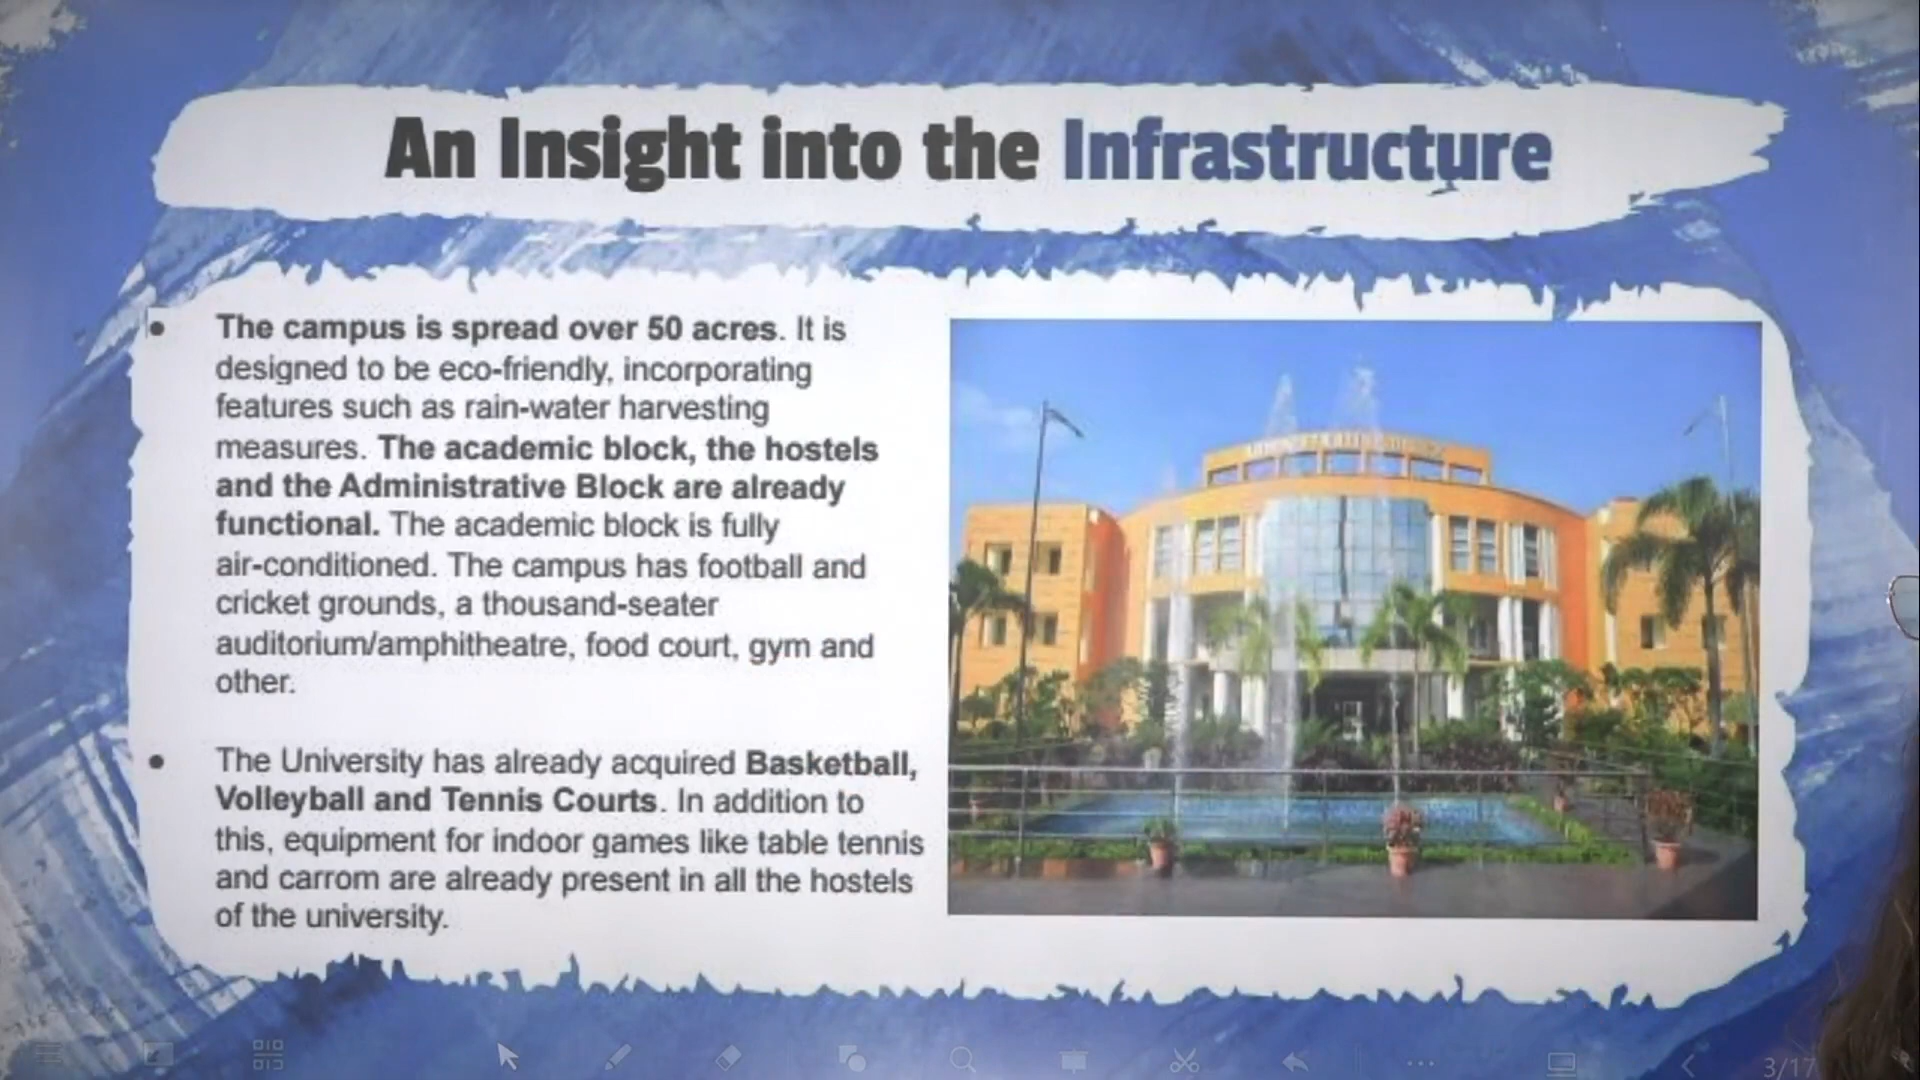 An Insight into the Infrastructure
• The campus is spread over 50 acres. It is
designed to be eco-friendly, incorporating
features such as rain-water harvesting
measures. The academic block, the hostels
and the Administrative Block are already
functional. The academic block is fully
air-conditioned. The campus has football and
cricket grounds, a thousand-seater
auditorium/amphitheatre, food court, gym and
other.
• The University has already acquired Basketball,
Volleyball and Tennis Courts. In addition to
this, equipment for indoor games like table tennis
and carrom are already present in all the hostels
of the university.
3/17